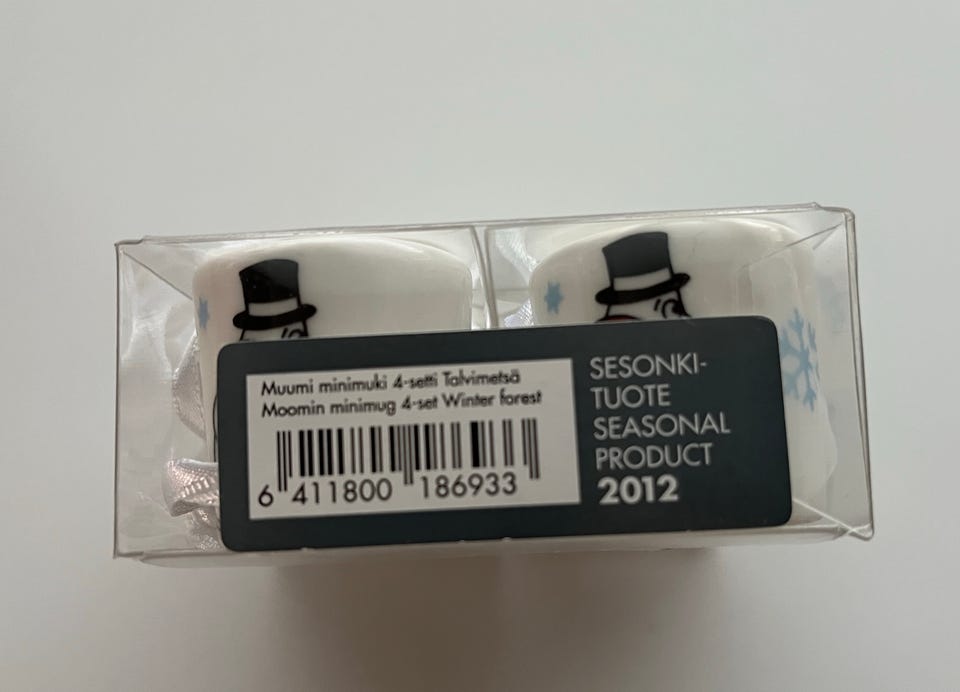 Muumi minimuki 4-setti Talvimetsä
Moomin minimug 4-set Winter forest
6 411800 186933
SESONKI-
TUOTE
SEASONAL
PRODUCT
2012